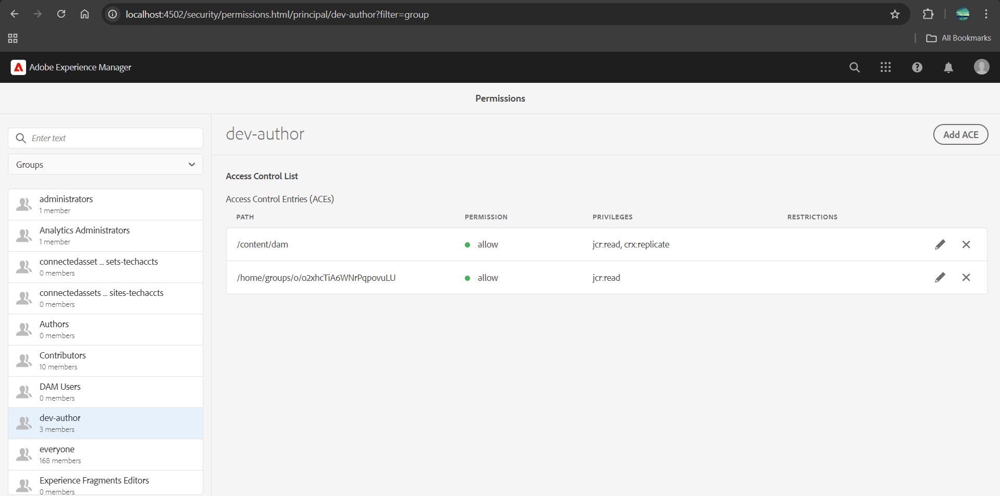 localhost:4502/security/permissions.html/principal/dev-author?filter=group
All Bookmarks
Adobe Experience Manager
Permissions
Enter text
Groups
administrators
1 member
Analytics Administrators
1 member
connectedasset ... sets-techaccts
0 members
connectedassets ... sites-techaccts
0 members
Authors
0 members
Contributors
10 members
DAM Users
0 members
dev-author
3 members
everyone
168 members
Experience Fragments Editors
0 members
dev-author
Add ACE
Access Control List
Access Control Entries (ACEs)
PATH PERMISSION PRIVILEGES RESTRICTIONS
/content/dam allow jcr:read, crx:replicate
/home/groups/o/o2xhcTiA6WNrPqpovuLU allow jcr:read